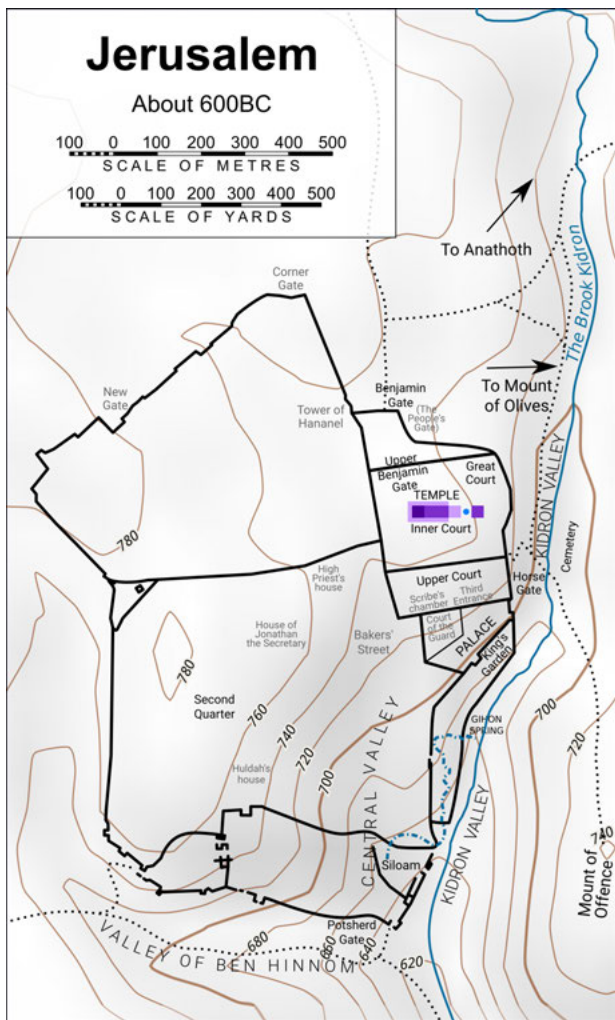 Jerusalem
About 600BC
100 0 100 200 300 400 500
SCALE OF METRES
100 0 100 200 300 400 500
SCALE OF YARDS
To Anathoth
The Brook Kidron
Corner
Gate
To Mount
of Olives
New
Gate
Tower of
Hananel
Benjamin
Gate
(The
People's
Gate)
Upper
Benjamin
Gate
Great
Court
TEMPLE
Inner Court
KIDRON VALLEY
Cemetery
780
High
Priest's
house
Upper Court
Horse
Gate
Scribe's
chamber
Third
Entrance
Court
of the
Guard
PALACE
King's
Garden
House of
Jonathan
the Secretary
Bakers'
Street
780
Second
Quarter
760
740
720
700
GIHON
SPRING
700
720
740
Huldah's
house
CENTRAL VALLEY
KIDRON VALLEY
Siloam
Mount of
Offence
Potsherd
Gate
VALLEY OF BEN HINNOM
680
660
640
620